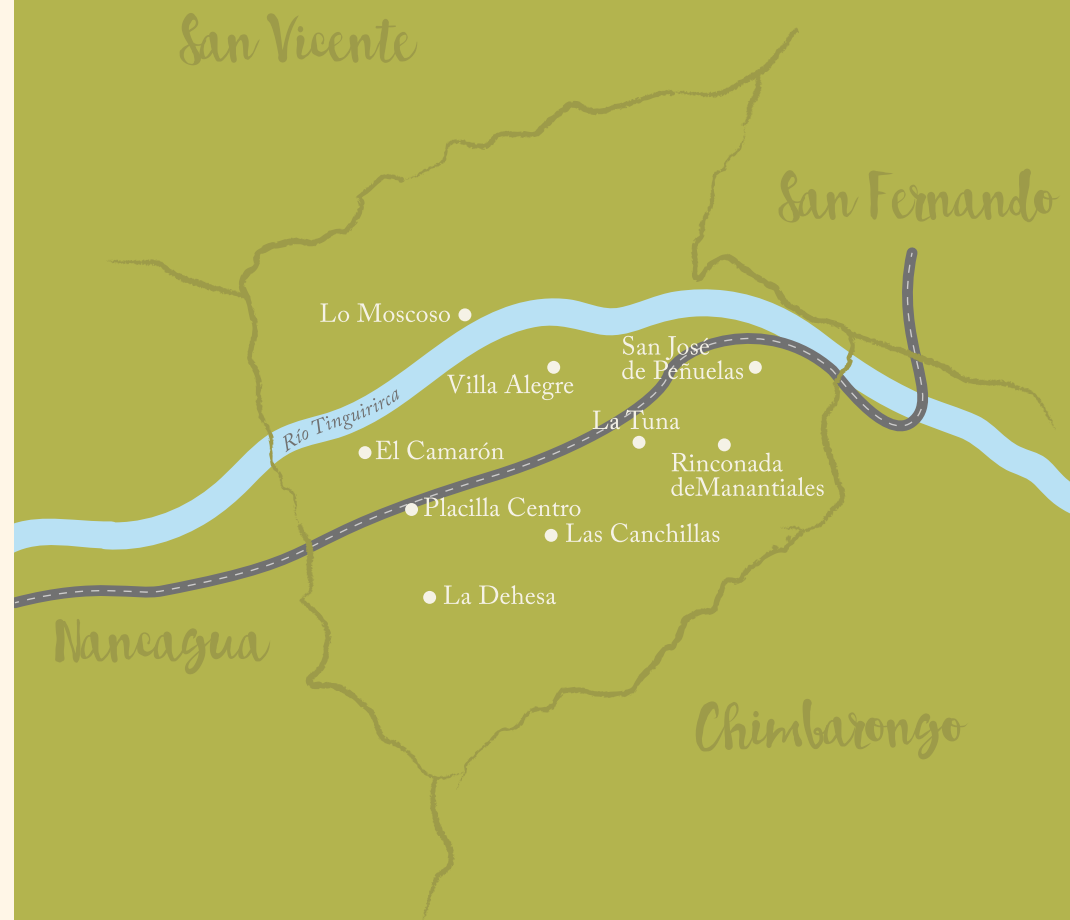 San Vicente
San Fernando
Lo Moscoso
San José
de Peñuelas
Villa Alegre
Río Tinguirirca
La Tuna
El Camarón
Rinconada
deManantiales
Placilla Centro
Las Canchillas
La Dehesa
Nancagua
Chimbarongo